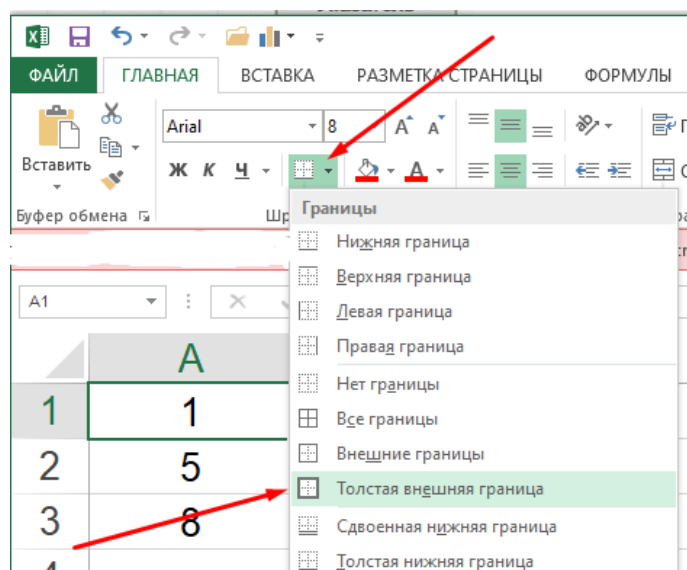 ФАЙЛ ГЛАВНАЯ ВСТАВКА РАЗМЕТКА СТРАНИЦЫ ФОРМУЛЫ
Arial 8 A A
Вставить Ж К Ч А
Буфер обмена
Границы
Нижняя граница
Верхняя граница
Левая граница
Правая граница
Нет границы
Все границы
Внешние границы
Толстая внешняя граница
Сдвоенная нижняя граница
Толстая нижняя граница
A1
A
1 1
2 5
3 8